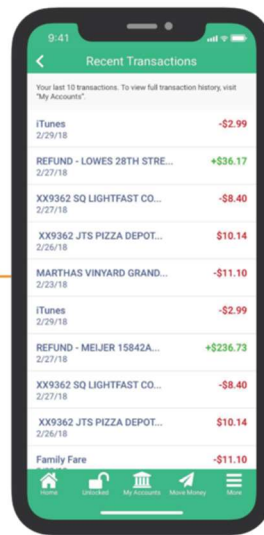 9:41
Recent Transactions
Your last 10 transactions. To view full transaction history, visit
"My Accounts".
iTunes -$2.99
2/29/18
REFUND - LOWES 28TH STRE... +$36.17
2/27/18
XX9362 SQ LIGHTFAST CO... -$8.40
2/27/18
XX9362 JTS PIZZA DEPOT... $10.14
2/26/18
MARTHAS VINYARD GRAND... -$11.10
2/23/18
iTunes -$2.99
2/29/18
REFUND - MEIJER 15842A... +$236.73
2/27/18
XX9362 SQ LIGHTFAST CO... -$8.40
2/27/18
XX9362 JTS PIZZA DEPOT... $10.14
2/26/18
Family Fare -$11.10
Home Unlocked My Accounts Move Money More